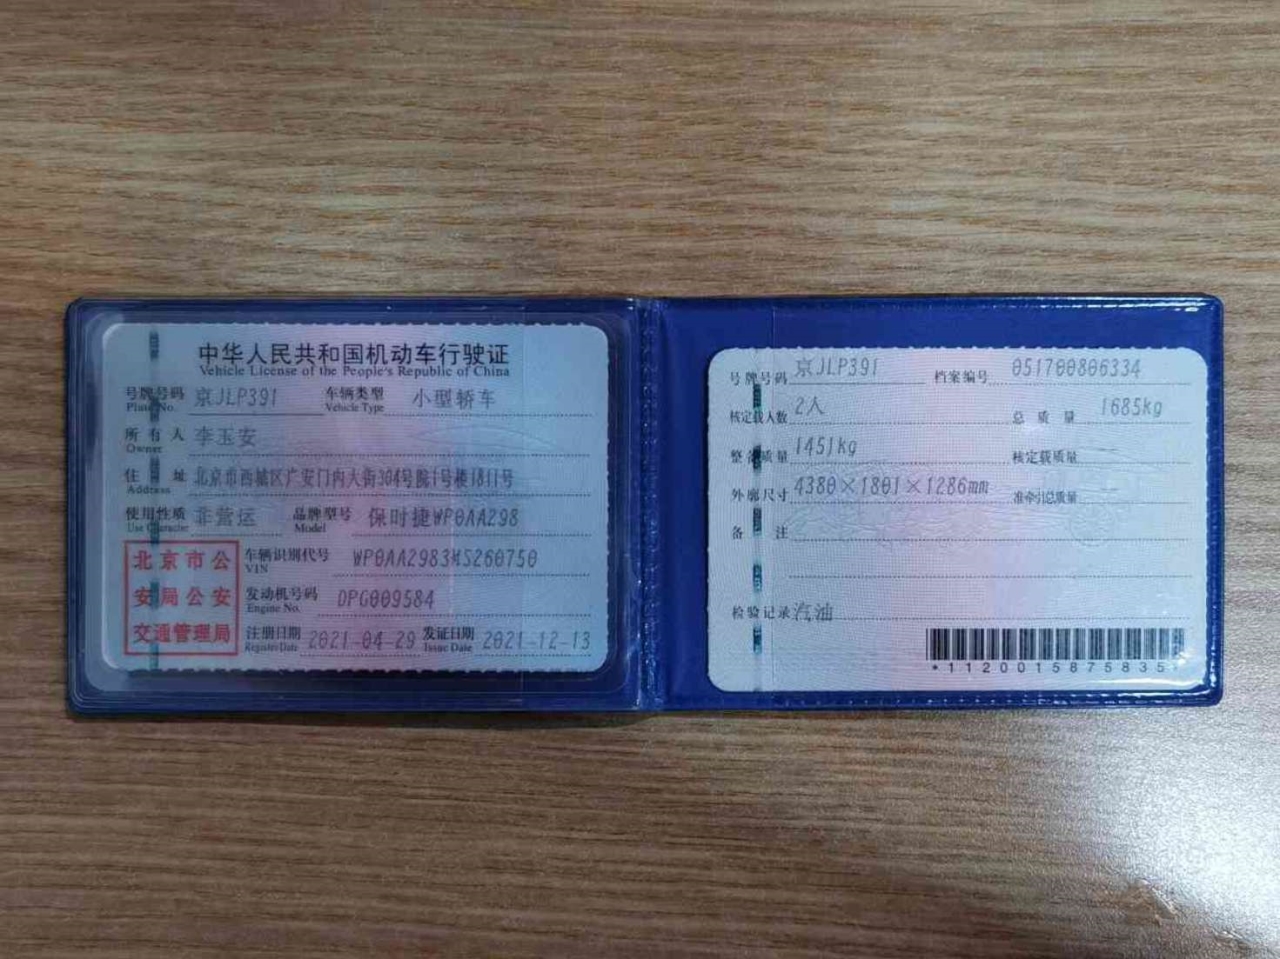 中华人民共和国机动车行驶证
Vehicle License of the People's Republic of China
号牌号码 京JLP391 车辆类型 小型轿车
Plate No. Vehicle Type
所有人 李玉安
Owner
住址 北京市西城区广安门内大街304号院1号楼1811号
Address
使用性质 非营运 品牌型号 保时捷WP0AA298
Use Character Model
北京市公
安局公安
交通管理局
车辆识别代号 WP0AA2983MS260750
VIN
发动机号码 DPG009584
Engine No.
注册日期 2021-04-29 发证日期 2021-12-13
Register Date Issue Date
号牌号码 京JLP391 档案编号 051700806334
核定载人数 2人 总质量 1685kg
整备质量 1451kg 核定载质量
外廓尺寸 4380×1801×1286mm 准牵引总质量
备注
检验记录 汽油
*1120015875835*